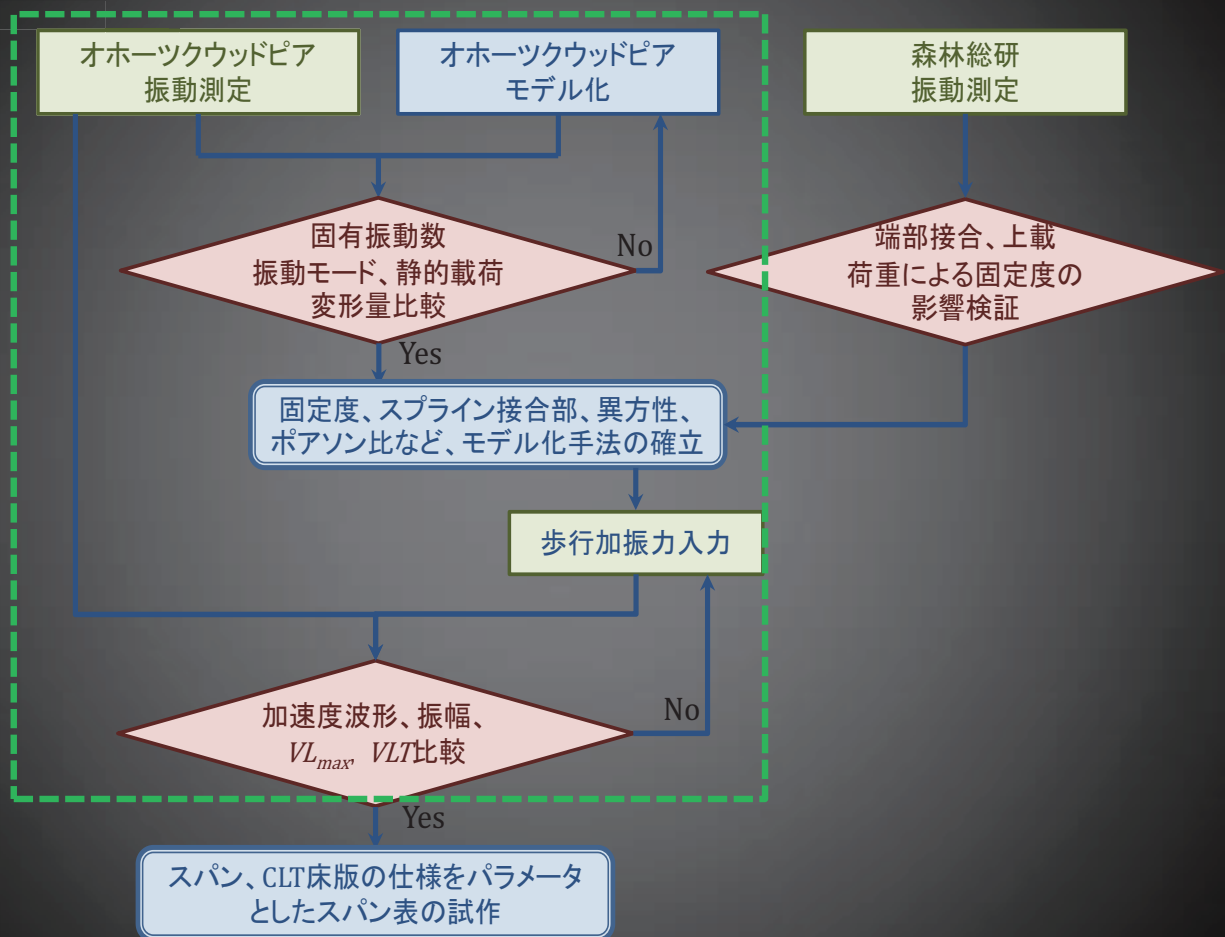 オホーツクウッドピア
振動測定
オホーツクウッドピア
モデル化
森林総研
振動測定
固有振動数
振動モード、静的載荷
変形量比較
No
端部接合、上載
荷重による固定度の
影響検証
Yes
固定度、スプライン接合部、異方性、
ポアソン比など、モデル化手法の確立
歩行加振力入力
加速度波形、振幅、
VLmax, VLT比較
No
Yes
スパン、CLT床版の仕様をパラメータ
としたスパン表の試作